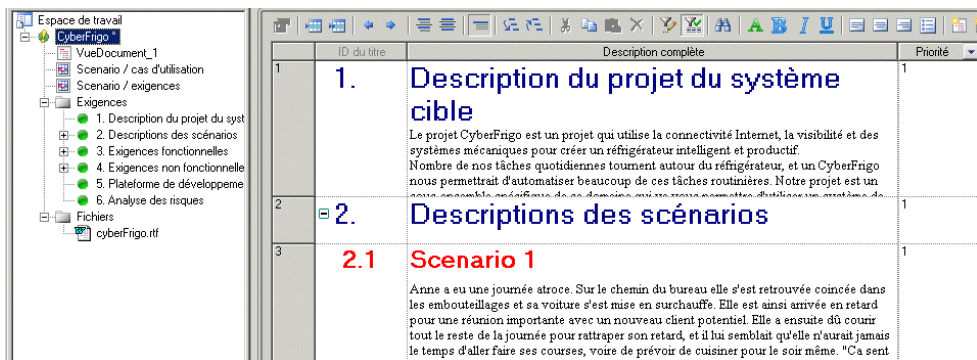 Espace de travail
CyberFrigo *
VueDocument_1
Scenario / cas d'utilisation
Scenario / exigences
Exigences
1. Description du projet du syst
2. Descriptions des scénarios
3. Exigences fonctionnelles
4. Exigences non fonctionnelle
5. Plateforme de développeme
6. Analyse des risques
Fichiers
cyberFrigo.rtf
ID du titre Description complète Priorité
1 1. Description du projet du système 1
cible
Le projet CyberFrigo est un projet qui utilise la connectivité Internet, la visibilité et des
systèmes mécaniques pour créer un réfrigérateur intelligent et productif.
Nombre de nos tâches quotidiennes tournent autour du réfrigérateur, et un CyberFrigo
nous permettrait d'automatiser beaucoup de ces tâches routinières. Notre projet est un
2 2. Descriptions des scénarios 1
3 2.1 Scenario 1 1
Anne a eu une journée atroce. Sur le chemin du bureau elle s'est retrouvée coincée dans
les embouteillages et sa voiture s'est mise en surchauffe. Elle est ainsi arrivée en retard
pour une réunion importante avec un nouveau client potentiel. Elle a ensuite dû courir
tout le reste de la journée pour rattraper son retard, et il lui semblait qu'elle n'aurait jamais
le temps d'aller faire ses courses, voire de prévoir de cuisiner pour le soir même. "Ca sent